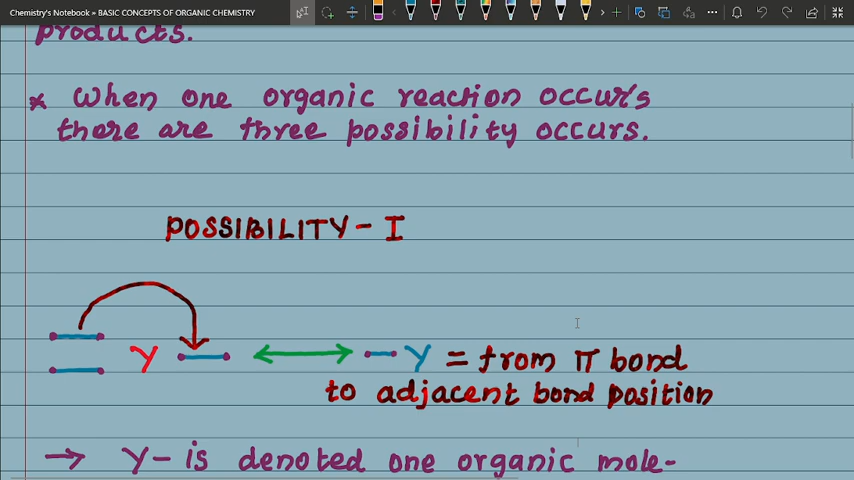 Chemistry's Notebook » BASIC CONCEPTS OF ORGANIC CHEMISTRY
products.
* When one organic reaction occurs
there are three possibility occurs.
POSSIBILITY - I
Y ⟷ - Y = from π bond
to adjacent bond position
→ Y- is denoted one organic mole-